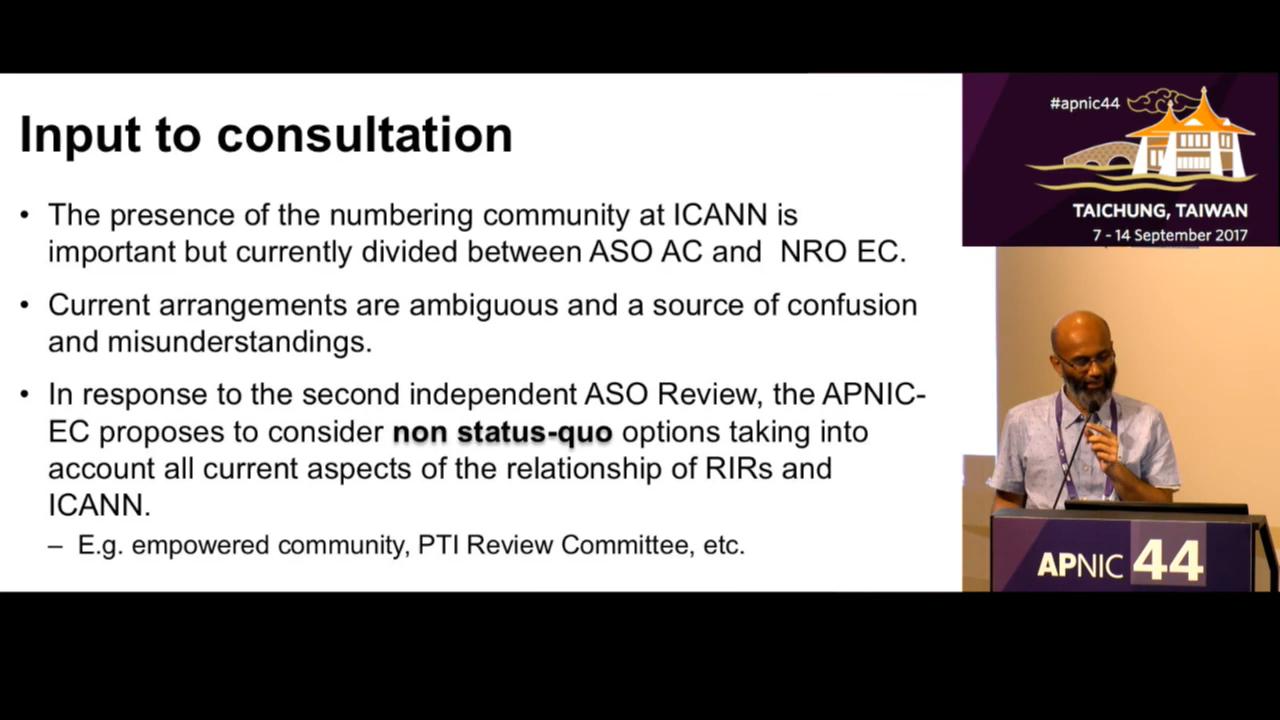 Input to consultation
• The presence of the numbering community at ICANN is
important but currently divided between ASO AC and NRO EC.
• Current arrangements are ambiguous and a source of confusion
and misunderstandings.
• In response to the second independent ASO Review, the APNIC-
EC proposes to consider non status-quo options taking into
account all current aspects of the relationship of RIRs and
ICANN.
– E.g. empowered community, PTI Review Committee, etc.
#apnic44
TAICHUNG, TAIWAN
7 - 14 September 2017
APNIC 44